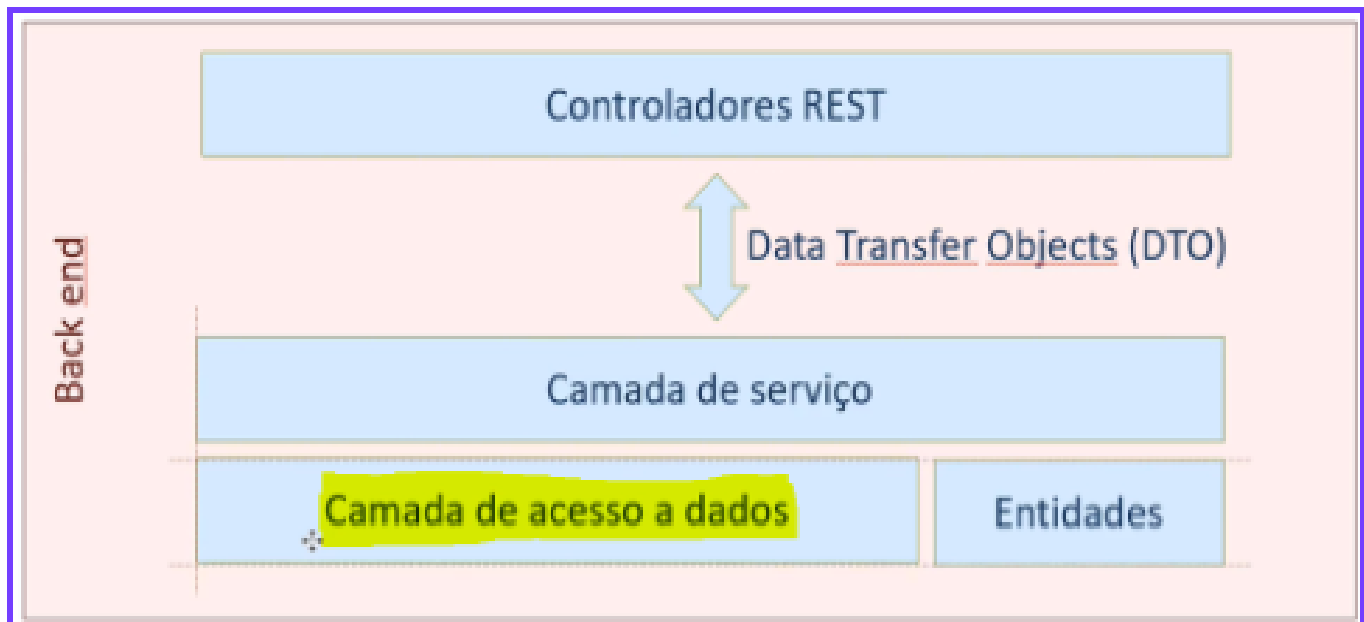 Controladores REST
Data Transfer Objects (DTO)
Back end
Camada de serviço
Camada de acesso a dados
Entidades